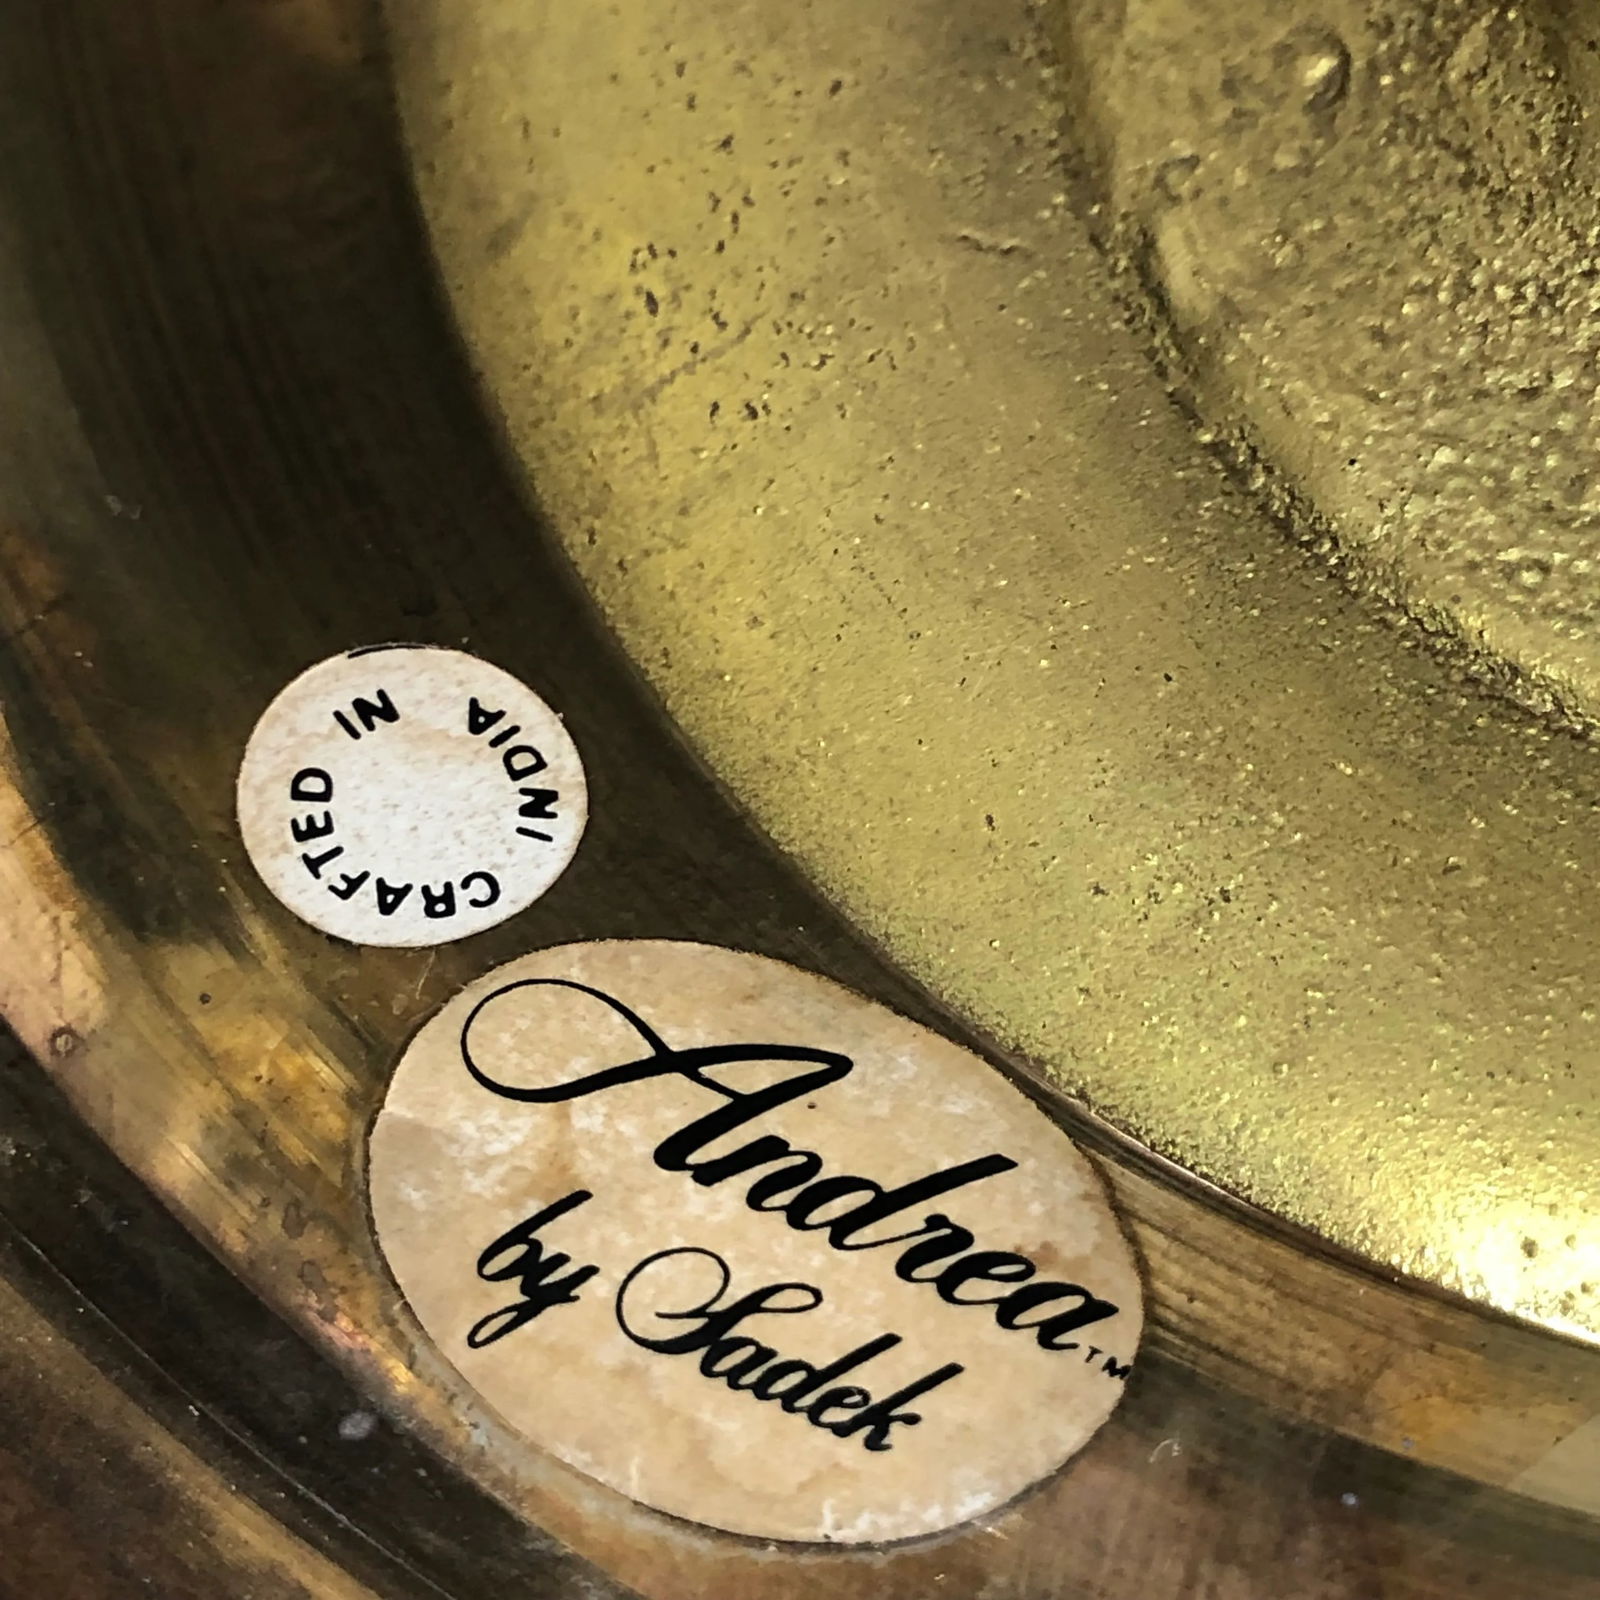 CRAFTED IN INDIA
Andrea™
by Sadek